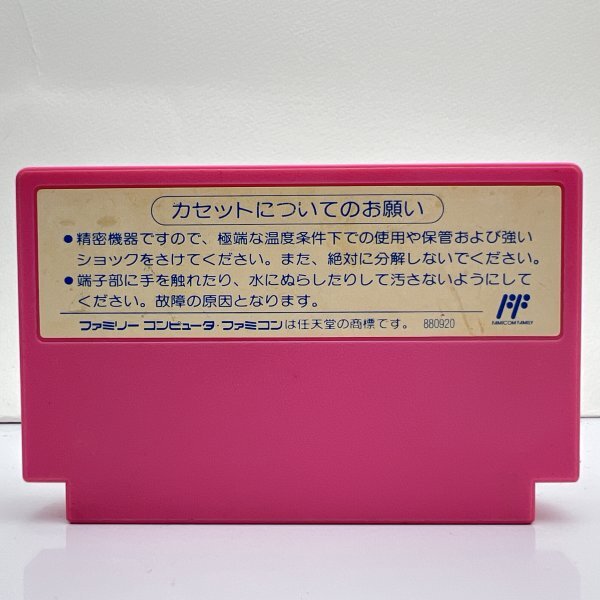 カセットについてのお願い
●精密機器ですので、極端な温度条件下での使用や保管および強い
ショックをさけてください。また、絶対に分解しないでください。
●端子部に手を触れたり、水にぬらしたりして汚さないようにして
ください。故障の原因となります。
ファミリー コンピュータ・ファミコンは任天堂の商標です。 880920
FAMICOM FAMILY